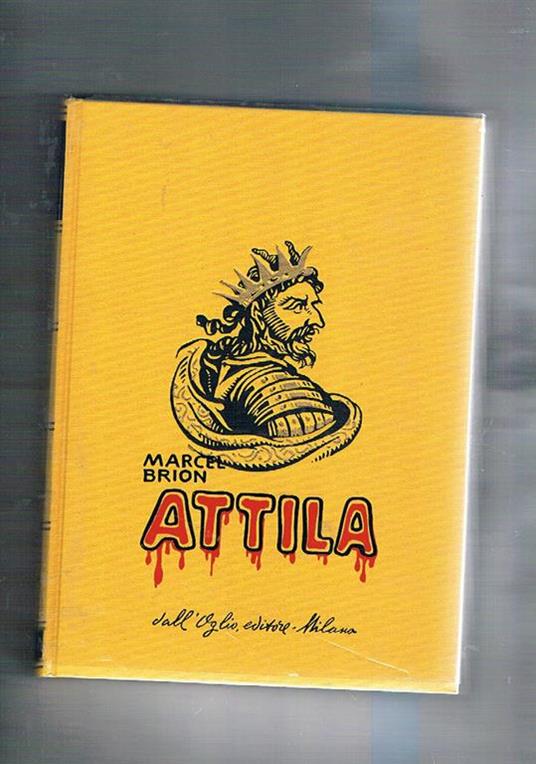 MARCEL
BRION
ATTILA
dall'Oglio, editore - Milano